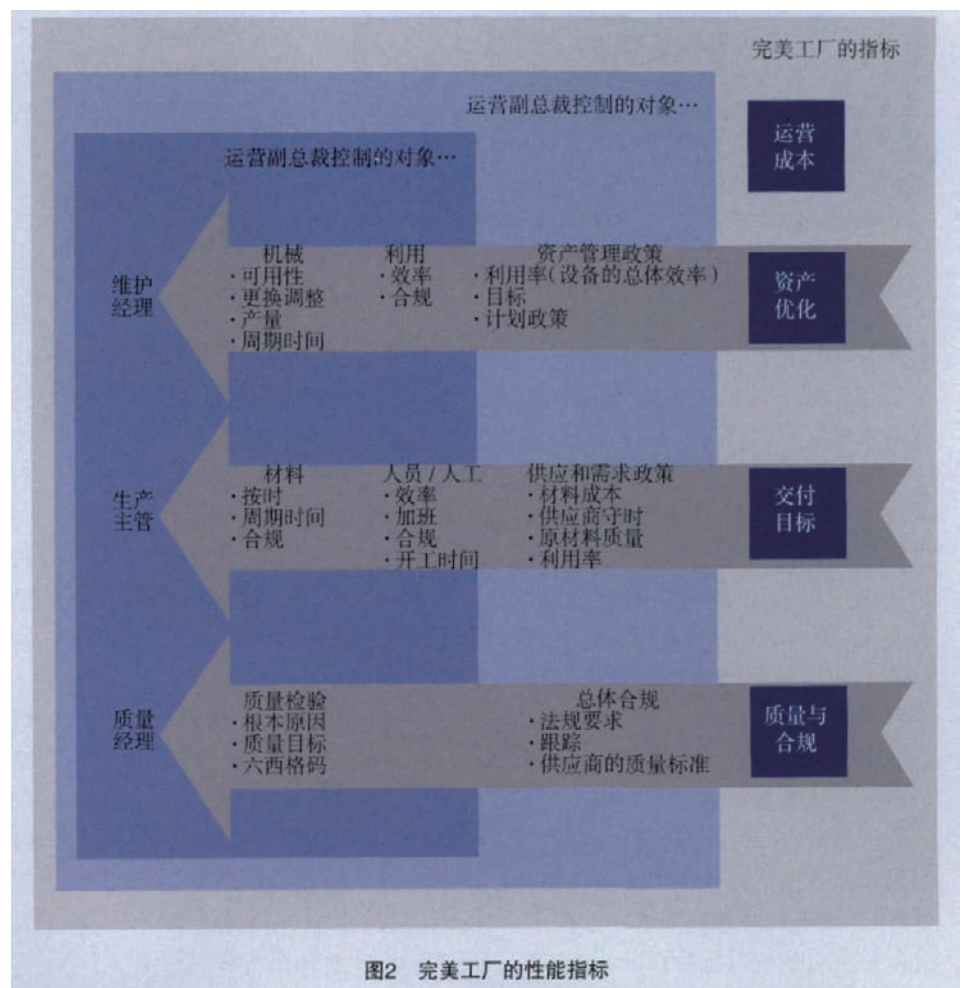 完美工厂的指标
运营副总裁控制的对象…
运营副总裁控制的对象…
运营
成本
维护
经理
机械
·可用性
·更换调整
·产量
·周期时间
利用
·效率
·合规
资产管理政策
·利用率(设备的总体效率)
·目标
·计划政策
资产
优化
生产
主管
材料
·按时
·周期时间
·合规
人员/人工
·效率
·加班
·合规
·开工时间
供应和需求政策
·材料成本
·供应商守时
·原材料质量
·利用率
交付
目标
质量
经理
质量检验
·根本原因
·质量目标
·六西格码
总体合规
·法规要求
·跟踪
·供应商的质量标准
质量与
合规
图2 完美工厂的性能指标